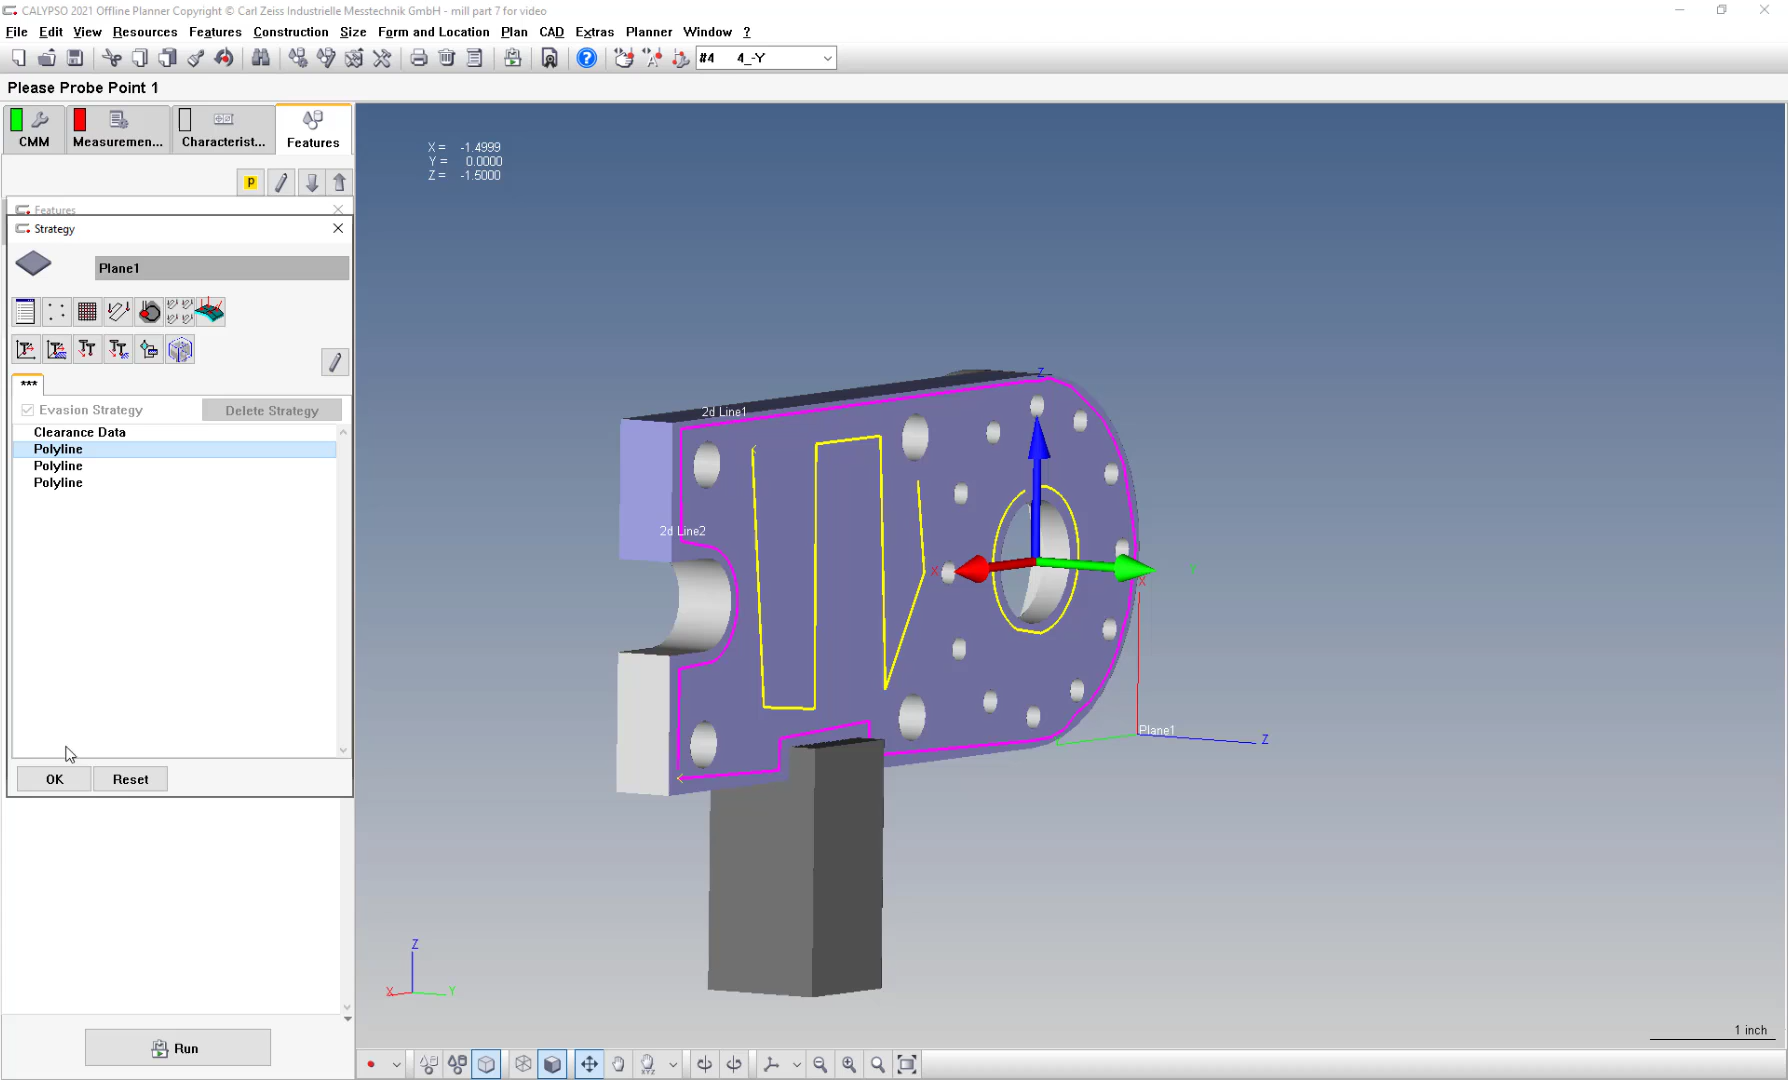 CALYPSO 2021 Offline Planner Copyright © Carl Zeiss Industrielle Messtechnik GmbH - mill part 7 for video
File Edit View Resources Features Construction Size Form and Location Plan CAD Extras Planner Window ?
#4 4_-Y
Please Probe Point 1
CMM Measuremen... Characterist... Features
P
X = -1.4999
Y = 0.0000
Z = -1.5000
Features
Strategy
Plane1
***
Evasion Strategy Delete Strategy
Clearance Data
Polyline
Polyline
Polyline
OK Reset
Run
2d Line1
2d Line2
Z
X
Y
X
Plane1
Z
Z
X
Y
1 inch
XYZ